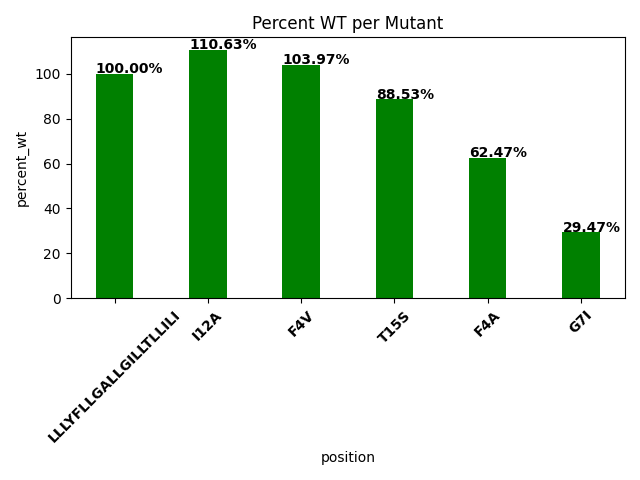 Percent WT per Mutant
percent_wt
100
80
60
40
20
0
100.00%
110.63%
103.97%
88.53%
62.47%
29.47%
LLLYFLLGALLGILLTLLILI
I12A
F4V
T15S
F4A
G7I
position